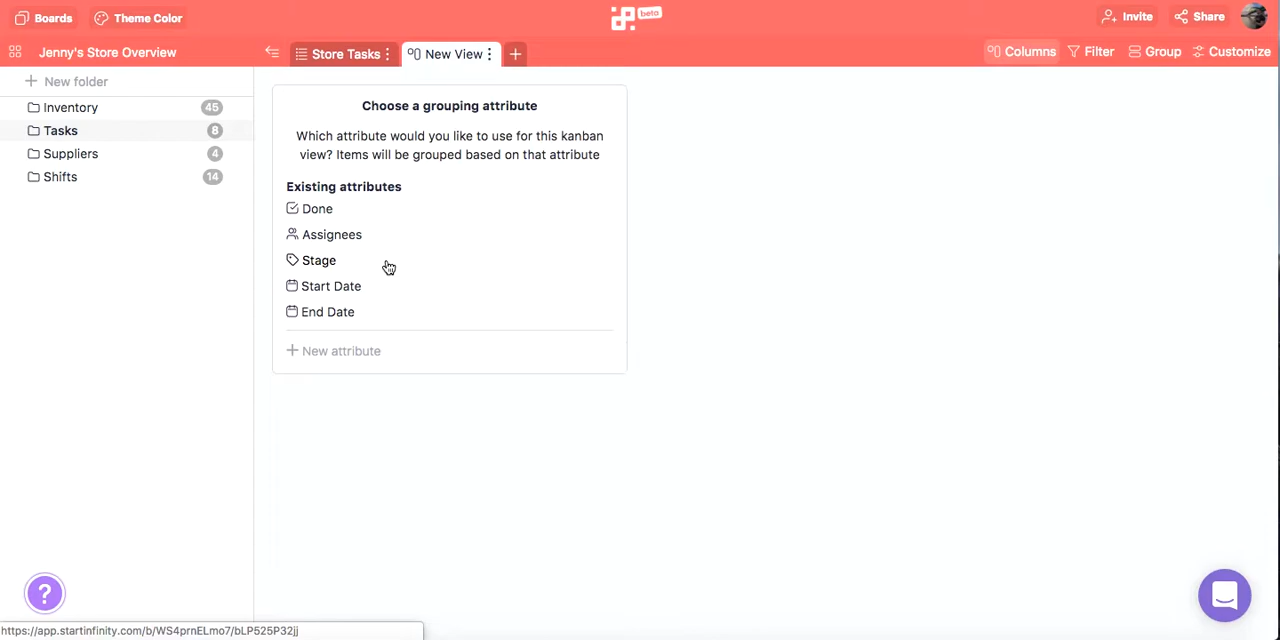 Boards
Theme Color
beta
Invite
Share
Jenny's Store Overview
Store Tasks
New View
+
Columns
Filter
Group
Customize
+ New folder
Inventory 45
Tasks 8
Suppliers 4
Shifts 14
Choose a grouping attribute
Which attribute would you like to use for this kanban
view? Items will be grouped based on that attribute
Existing attributes
Done
Assignees
Stage
Start Date
End Date
+ New attribute
?
https://app.startinfinity.com/b/WS4prnELmo7/bLP525P32jj